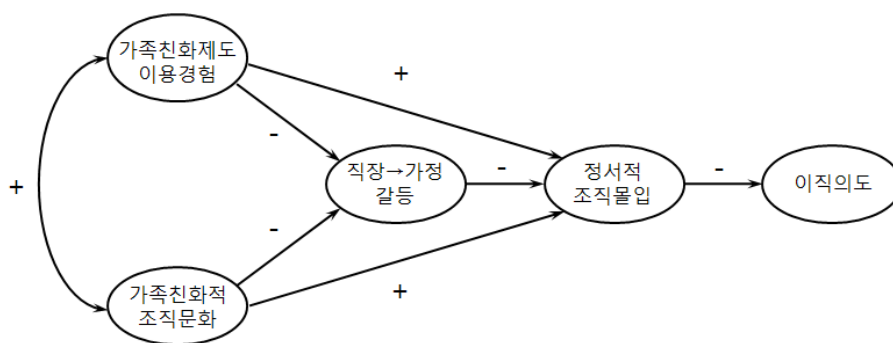 가족친화제도
이용경험
+
-
직장→가정
갈등
-
정서적
조직몰입
-
이직의도
+
-
+
가족친화적
조직문화